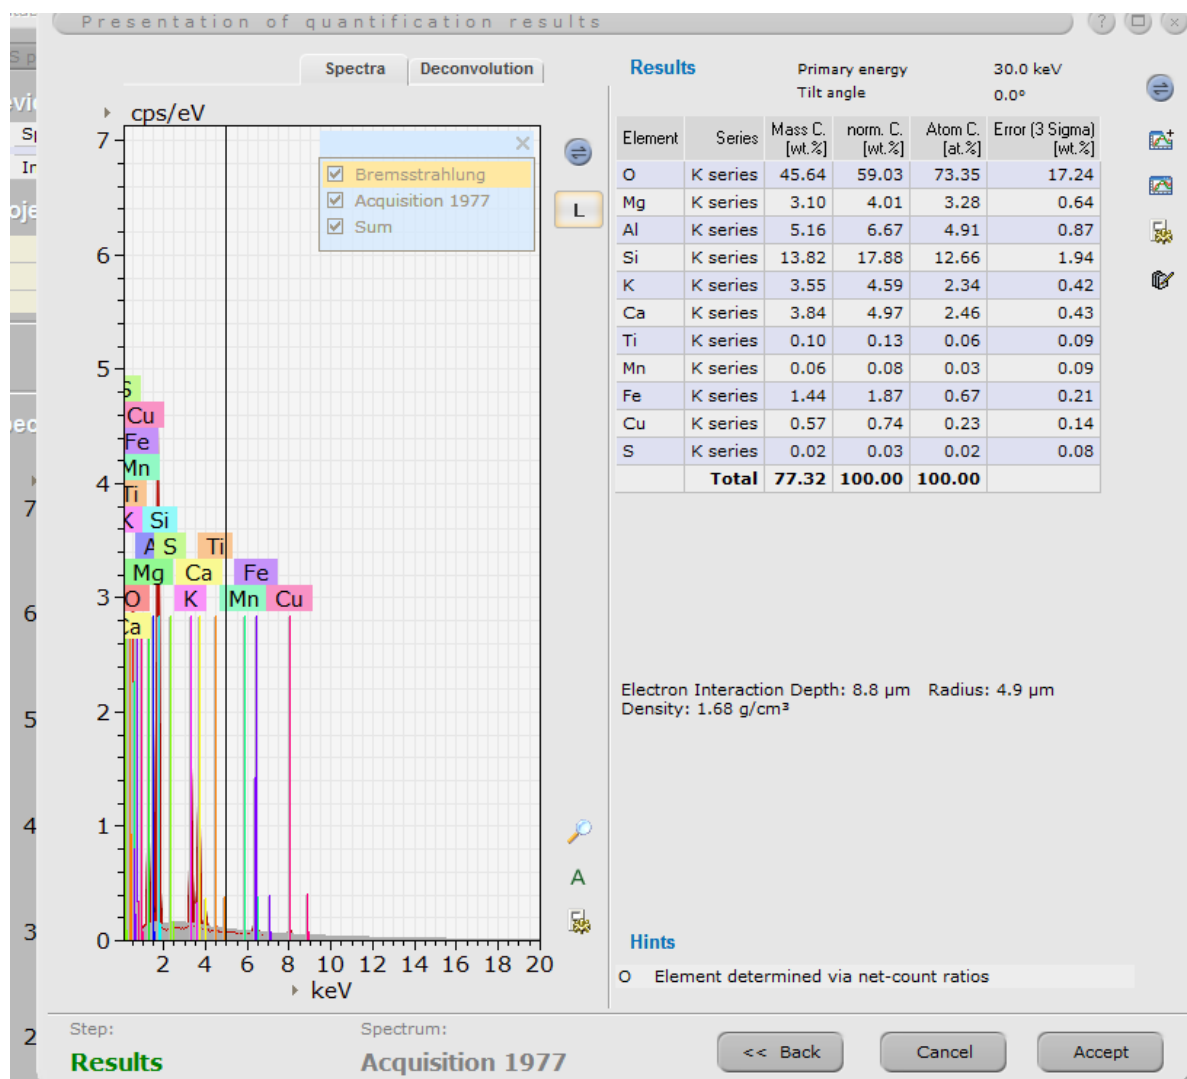 Presentation of quantification results
Spectra Deconvolution
cps/eV
7
6
5
4
3
2
1
0
Bremsstrahlung
Acquisition 1977
Sum
L
S
Cu
Fe
Mn
Ti
K Si
S Ti
Mg Ca Fe
O K Mn Cu
2 4 6 8 10 12 14 16 18 20
keV
A
Results
Primary energy 30.0 keV
Tilt angle 0.0°
Element Series Mass C. [wt.%] norm. C. [wt.%] Atom C. [at.%] Error (3 Sigma) [wt.%]
O K series 45.64 59.03 73.35 17.24
Mg K series 3.10 4.01 3.28 0.64
Al K series 5.16 6.67 4.91 0.87
Si K series 13.82 17.88 12.66 1.94
K K series 3.55 4.59 2.34 0.42
Ca K series 3.84 4.97 2.46 0.43
Ti K series 0.10 0.13 0.06 0.09
Mn K series 0.06 0.08 0.03 0.09
Fe K series 1.44 1.87 0.67 0.21
Cu K series 0.57 0.74 0.23 0.14
S K series 0.02 0.03 0.02 0.08
Total 77.32 100.00 100.00
Electron Interaction Depth: 8.8 µm Radius: 4.9 µm
Density: 1.68 g/cm³
Hints
O Element determined via net-count ratios
Step: Spectrum:
Results Acquisition 1977
<< Back Cancel Accept
7
6
5
4
3
2